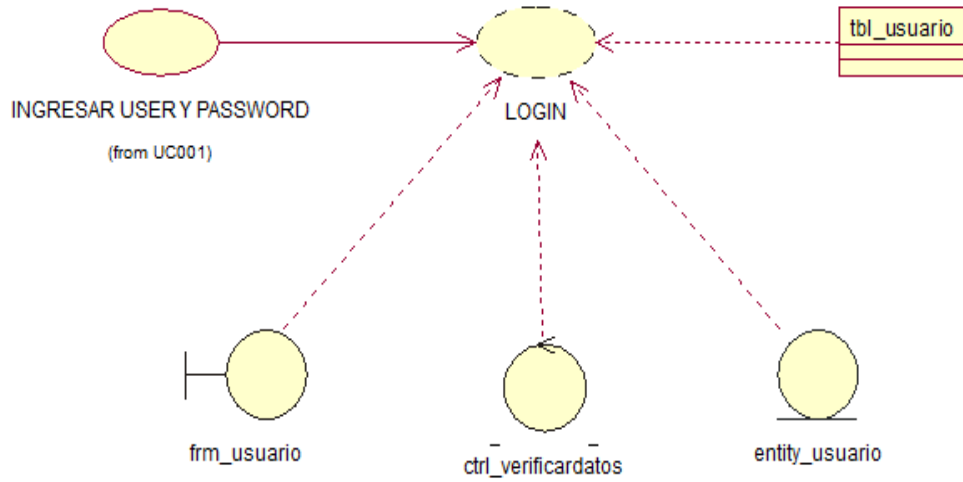 tbl_usuario
INGRESAR USER Y PASSWORD
(from UC001)
LOGIN
frm_usuario
ctrl_verificardatos
entity_usuario